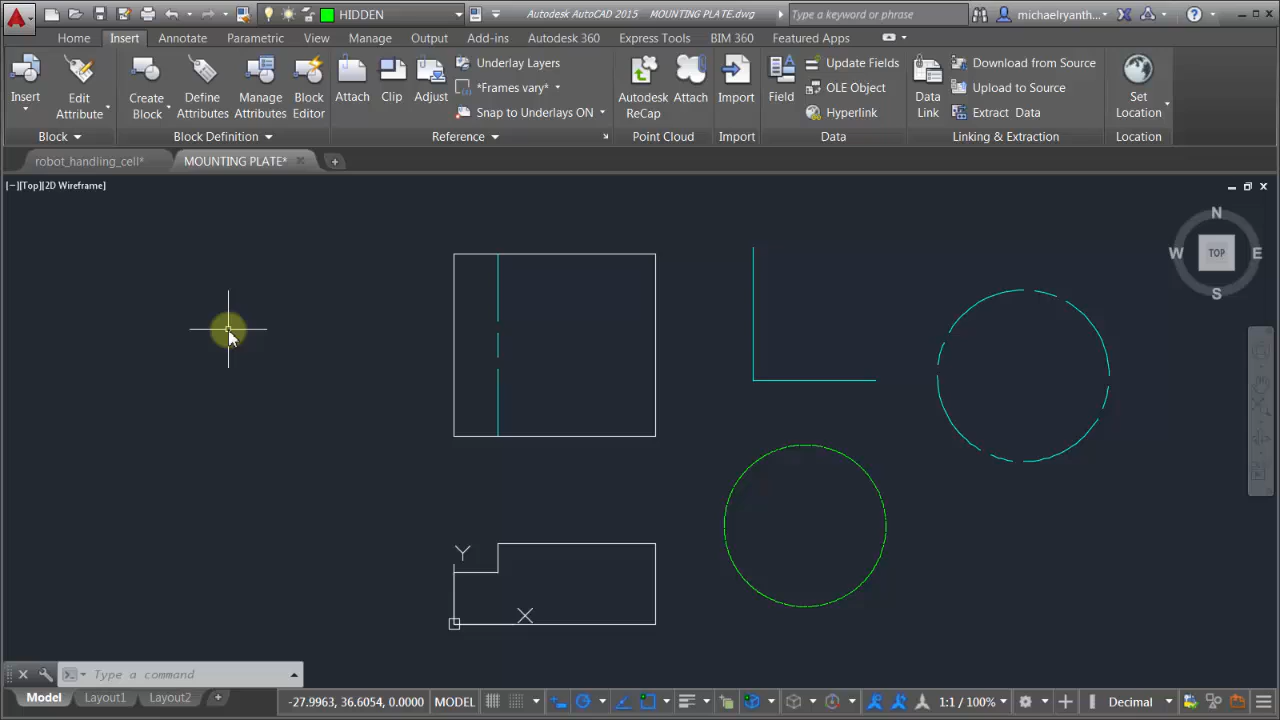 HIDDEN
Autodesk AutoCAD 2015 MOUNTING PLATE.dwg
Type a keyword or phrase
michaelryanth...
Home Insert Annotate Parametric View Manage Output Add-ins Autodesk 360 Express Tools BIM 360 Featured Apps
Insert
Edit
Attribute
Create
Block
Define
Attributes
Manage
Attributes
Block
Editor
Attach
Clip
Adjust
Underlay Layers
*Frames vary*
Snap to Underlays ON
Autodesk
ReCap
Attach
Import
Field
Update Fields
OLE Object
Hyperlink
Data
Link
Download from Source
Upload to Source
Extract Data
Set
Location
Block
Block Definition
Reference
Point Cloud
Import
Data
Linking & Extraction
Location
robot_handling_cell*
MOUNTING PLATE*
[−][Top][2D Wireframe]
N
W TOP E
S
Y
X
Type a command
Model Layout1 Layout2 -27.9963, 36.6054, 0.0000 MODEL 1:1 / 100% Decimal